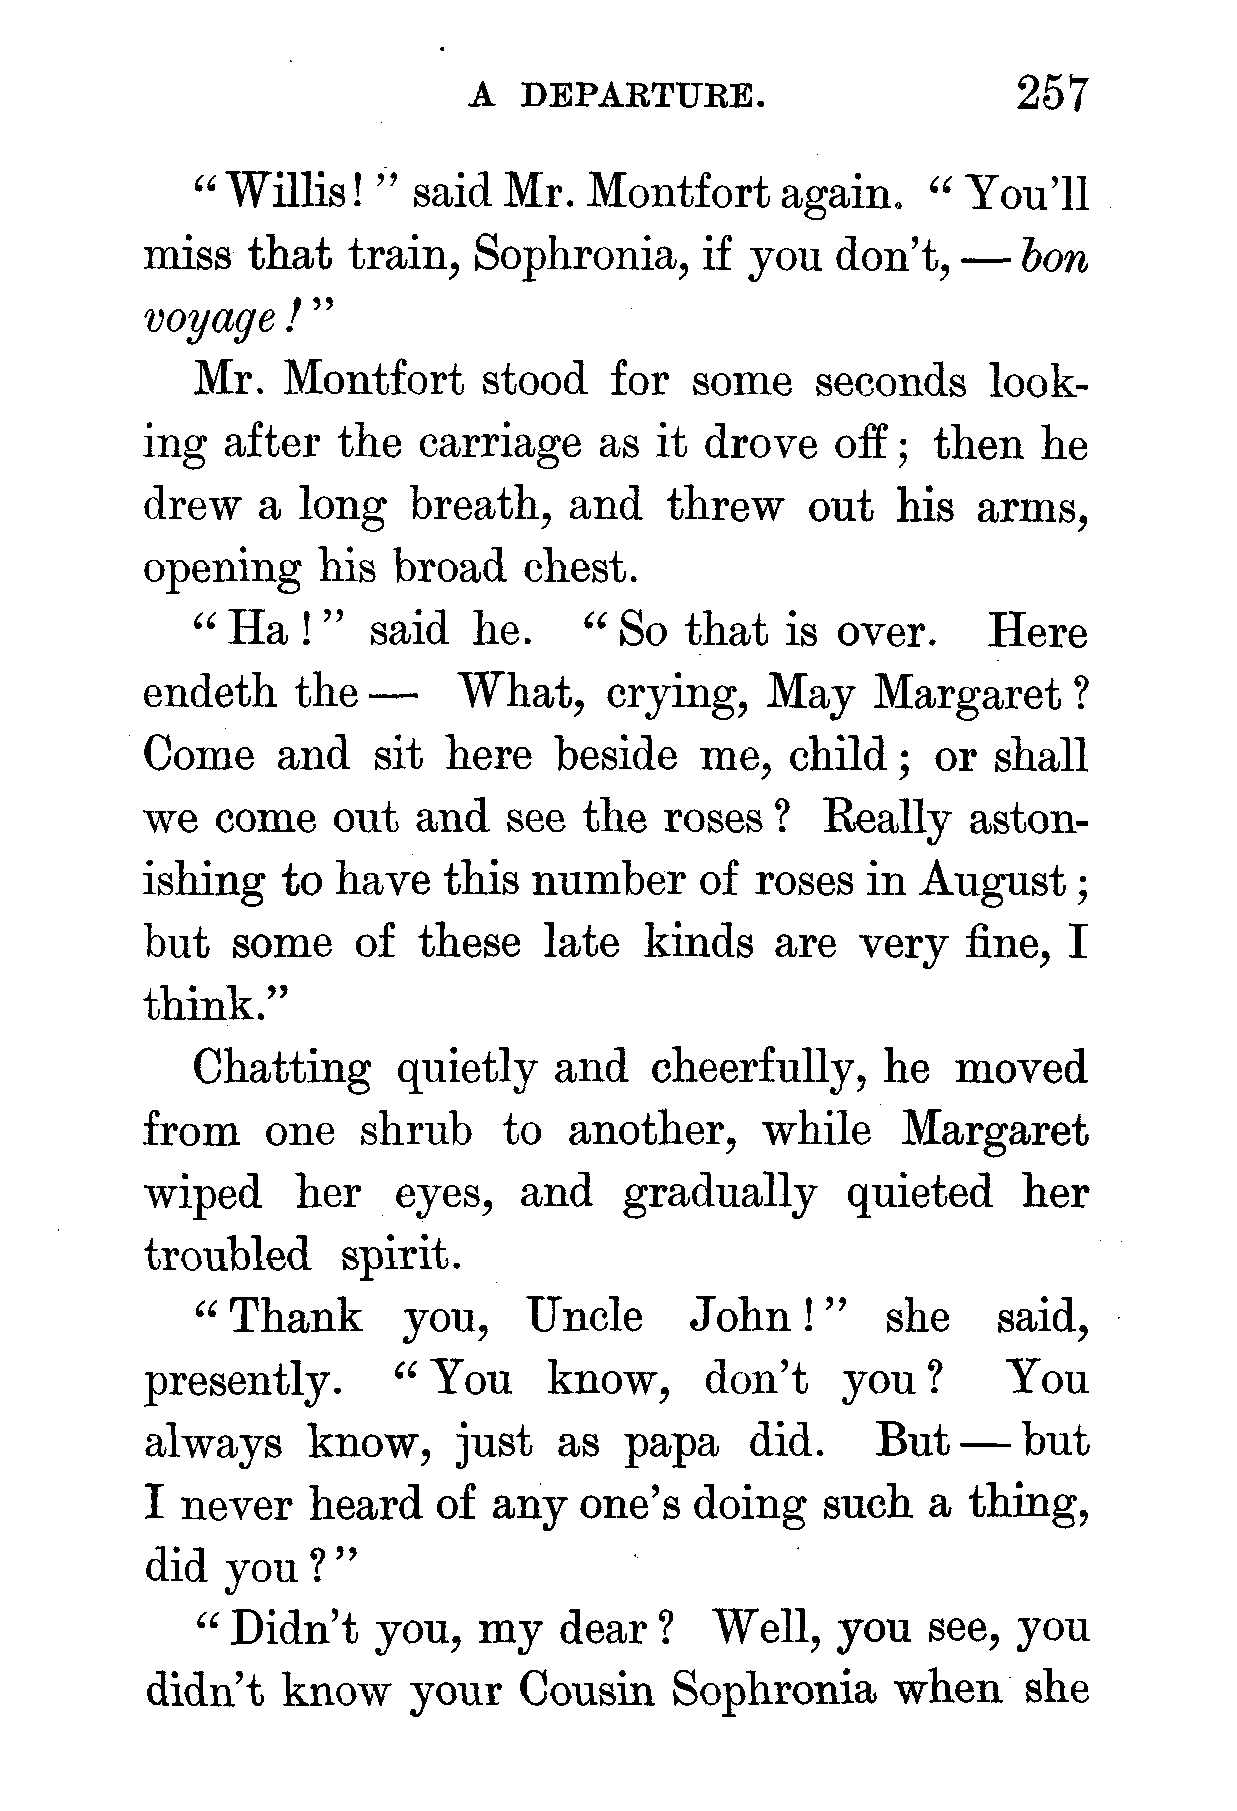 A DEPARTURE. 257
“Willis!” said Mr. Montfort again. “You’ll
miss that train, Sophronia, if you don’t, — bon
voyage!”
Mr. Montfort stood for some seconds look-
ing after the carriage as it drove off; then he
drew a long breath, and threw out his arms,
opening his broad chest.
“Ha!” said he. “So that is over. Here
endeth the — What, crying, May Margaret?
Come and sit here beside me, child; or shall
we come out and see the roses? Really aston-
ishing to have this number of roses in August;
but some of these late kinds are very fine, I
think.”
Chatting quietly and cheerfully, he moved
from one shrub to another, while Margaret
wiped her eyes, and gradually quieted her
troubled spirit.
“Thank you, Uncle John!” she said,
presently. “You know, don’t you? You
always know, just as papa did. But — but
I never heard of any one’s doing such a thing,
did you?”
“Didn’t you, my dear? Well, you see, you
didn’t know your Cousin Sophronia when she